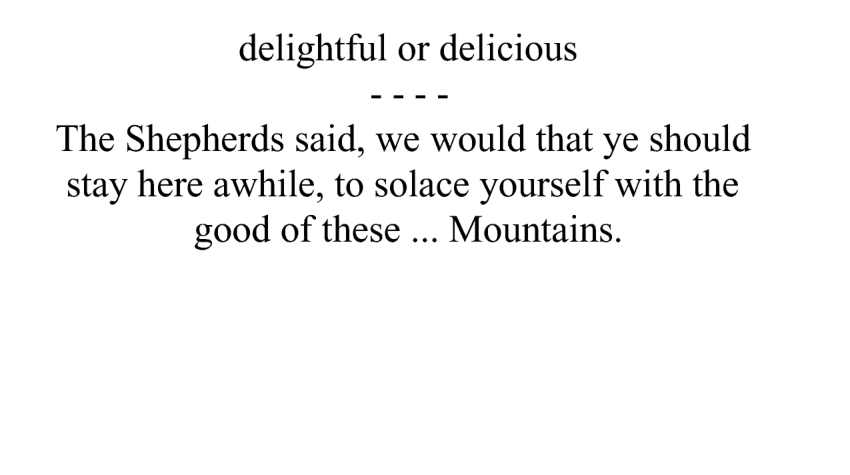 delightful or delicious
- - - -
The Shepherds said, we would that ye should
stay here awhile, to solace yourself with the
good of these ... Mountains.